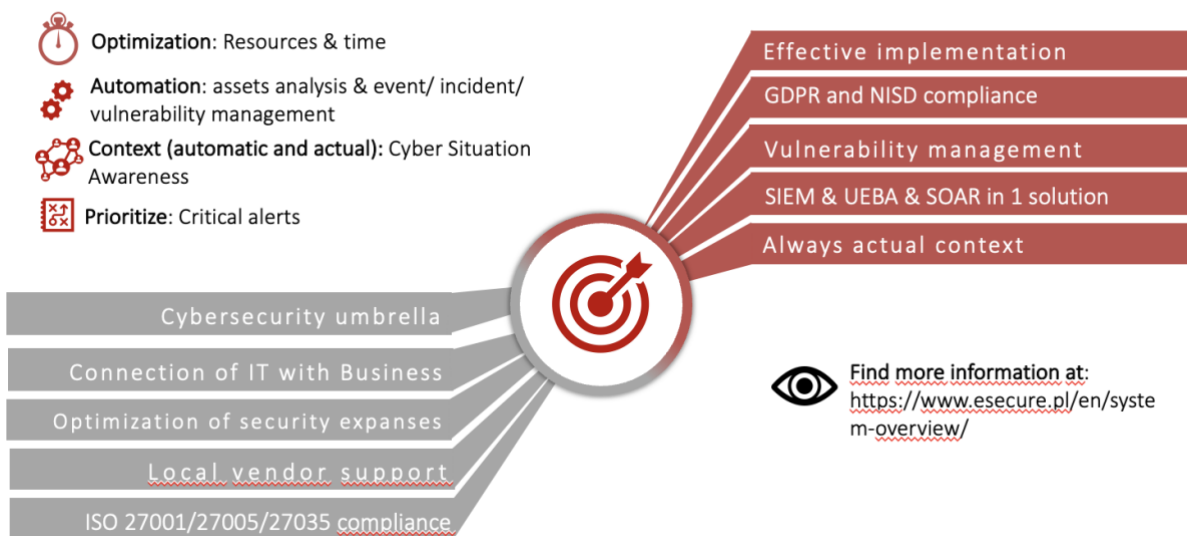 Optimization: Resources & time
Automation: assets analysis & event/ incident/
vulnerability management
Context (automatic and actual): Cyber Situation
Awareness
Prioritize: Critical alerts
Effective implementation
GDPR and NISD compliance
Vulnerability management
SIEM & UEBA & SOAR in 1 solution
Always actual context
Cybersecurity umbrella
Connection of IT with Business
Optimization of security expanses
Local vendor support
ISO 27001/27005/27035 compliance
Find more information at:
https://www.esecure.pl/en/syste
m-overview/